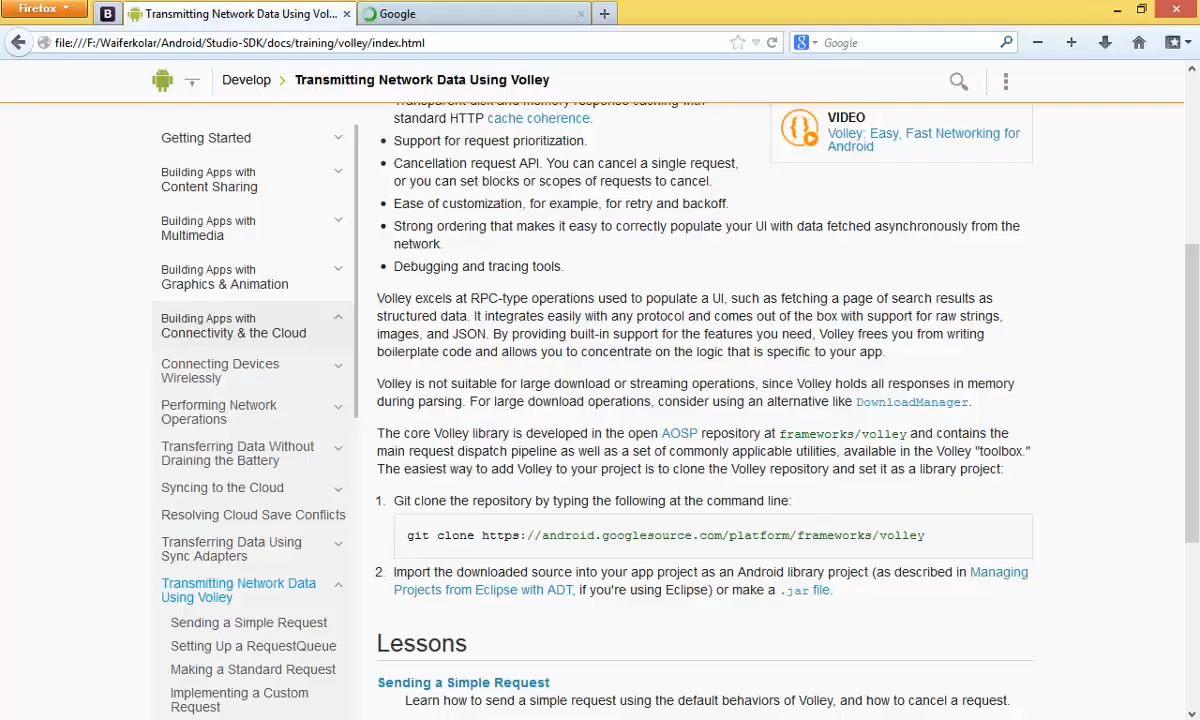 Firefox
B
Transmitting Network Data Using Vol...
Google
file:///F:/Waiferkolar/Android/Studio-SDK/docs/training/volley/index.html
Google
Develop
Transmitting Network Data Using Volley
Getting Started
Building Apps with
Content Sharing
Building Apps with
Multimedia
Building Apps with
Graphics & Animation
Building Apps with
Connectivity & the Cloud
Connecting Devices
Wirelessly
Performing Network
Operations
Transferring Data Without
Draining the Battery
Syncing to the Cloud
Resolving Cloud Save Conflicts
Transferring Data Using
Sync Adapters
Transmitting Network Data
Using Volley
Sending a Simple Request
Setting Up a RequestQueue
Making a Standard Request
Implementing a Custom
Request
Transparent disk and memory response caching with
standard HTTP cache coherence.
• Support for request prioritization.
• Cancellation request API. You can cancel a single request,
or you can set blocks or scopes of requests to cancel.
• Ease of customization, for example, for retry and backoff.
• Strong ordering that makes it easy to correctly populate your UI with data fetched asynchronously from the
network.
• Debugging and tracing tools.
VIDEO
Volley: Easy, Fast Networking for
Android
Volley excels at RPC-type operations used to populate a UI, such as fetching a page of search results as
structured data. It integrates easily with any protocol and comes out of the box with support for raw strings,
images, and JSON. By providing built-in support for the features you need, Volley frees you from writing
boilerplate code and allows you to concentrate on the logic that is specific to your app.
Volley is not suitable for large download or streaming operations, since Volley holds all responses in memory
during parsing. For large download operations, consider using an alternative like DownloadManager.
The core Volley library is developed in the open AOSP repository at frameworks/volley and contains the
main request dispatch pipeline as well as a set of commonly applicable utilities, available in the Volley "toolbox."
The easiest way to add Volley to your project is to clone the Volley repository and set it as a library project:
1. Git clone the repository by typing the following at the command line:
git clone https://android.googlesource.com/platform/frameworks/volley
2. Import the downloaded source into your app project as an Android library project (as described in Managing
Projects from Eclipse with ADT, if you're using Eclipse) or make a .jar file.
Lessons
Sending a Simple Request
Learn how to send a simple request using the default behaviors of Volley, and how to cancel a request.